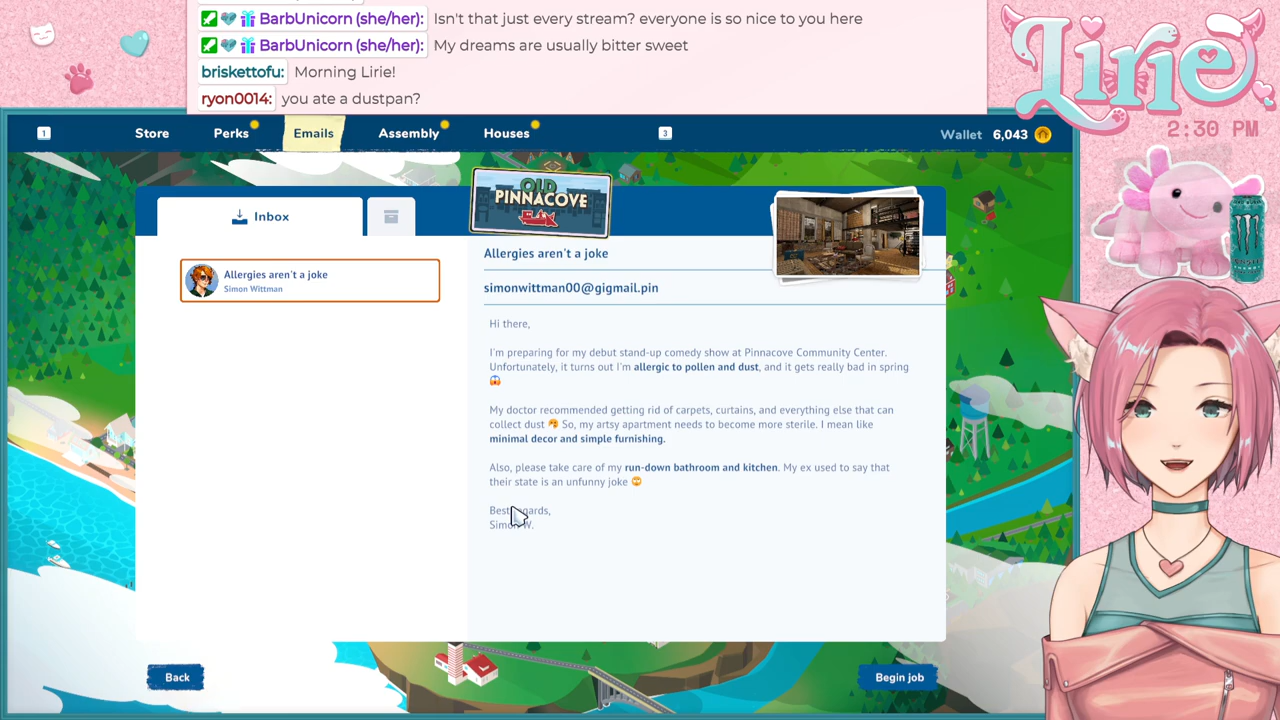 BarbUnicorn (she/her): Isn't that just every stream? everyone is so nice to you here
BarbUnicorn (she/her): My dreams are usually bitter sweet
briskettofu: Morning Lirie!
ryon0014: you ate a dustpan?
Lirie
2:30 PM
1
Store
Perks
Emails
Assembly
Houses
3
Wallet 6,043
Inbox
OLD
PINNACOVE
Allergies aren't a joke
Simon Wittman
Allergies aren't a joke
simonwittman00@gigmail.pin
Hi there,
I'm preparing for my debut stand-up comedy show at Pinnacove Community Center.
Unfortunately, it turns out I'm allergic to pollen and dust, and it gets really bad in spring
😱
My doctor recommended getting rid of carpets, curtains, and everything else that can
collect dust 🤧 So, my artsy apartment needs to become more sterile. I mean like
minimal decor and simple furnishing.
Also, please take care of my run-down bathroom and kitchen. My ex used to say that
their state is an unfunny joke 🙄
Best regards,
Simon W.
Back
Begin job